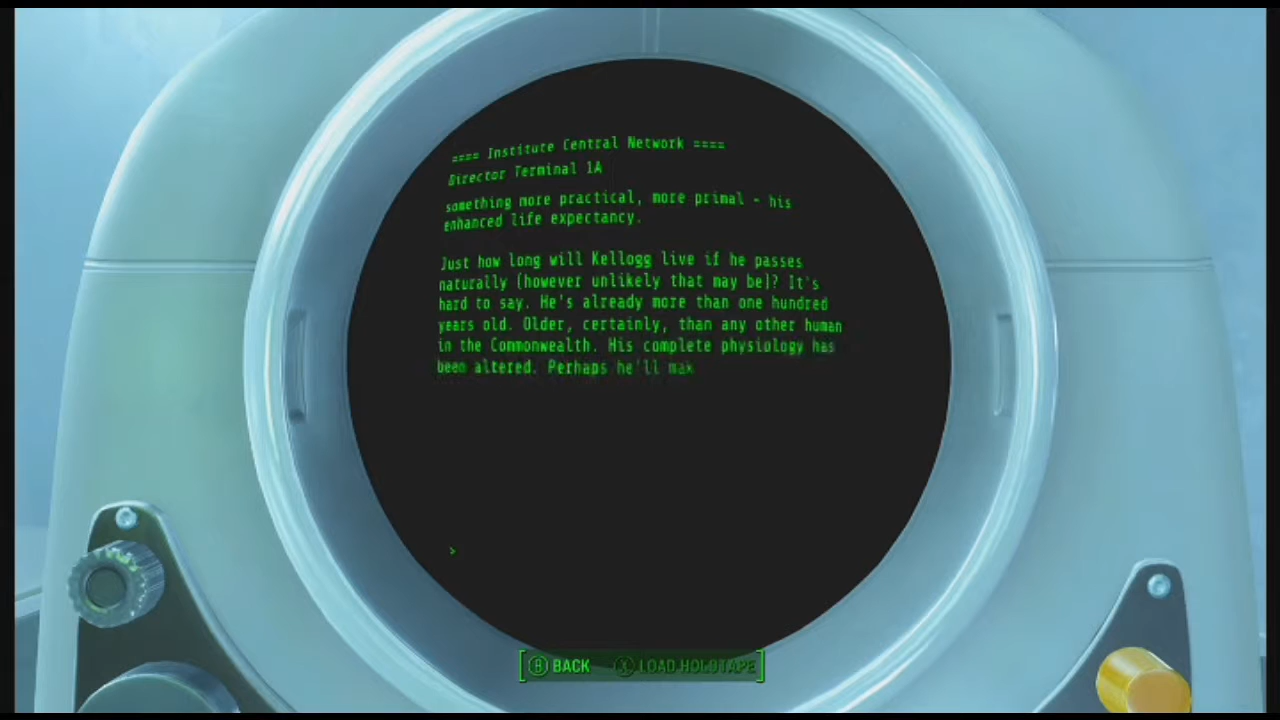 ==== Institute Central Network ====
Director Terminal 1A
something more practical, more primal - his
enhanced life expectancy.
Just how long will Kellogg live if he passes
naturally (however unlikely that may be)? It's
hard to say. He's already more than one hundred
years old. Older, certainly, than any other human
in the Commonwealth. His complete physiology has
been altered. Perhaps he'll mak
>
B) BACK X) LOAD HOLOTAPE